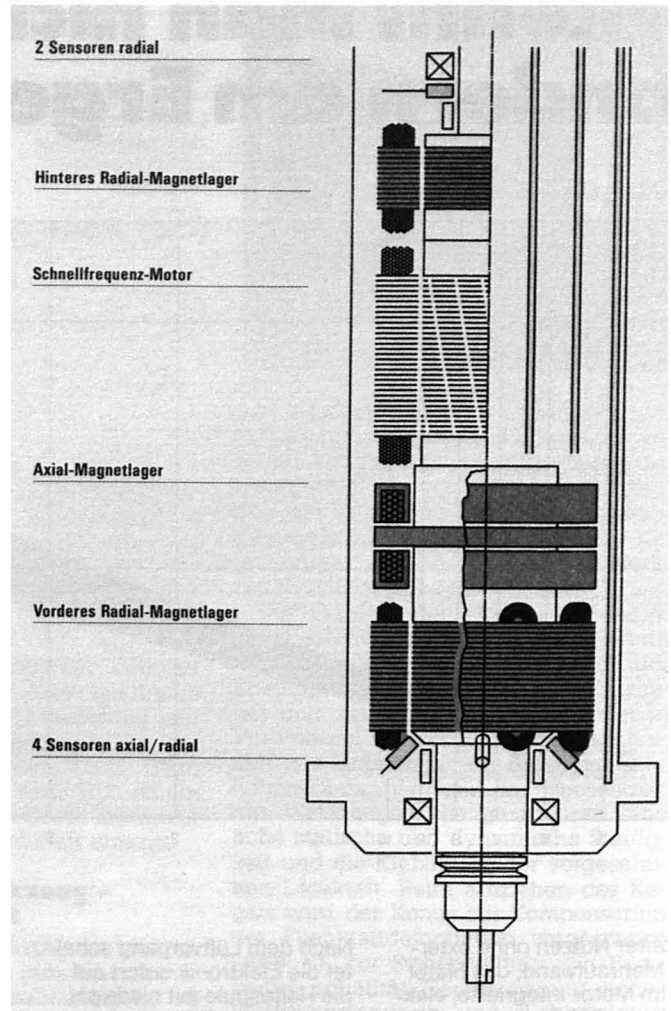 2 Sensoren radial
Hinteres Radial-Magnetlager
Schnellfrequenz-Motor
Axial-Magnetlager
Vorderes Radial-Magnetlager
4 Sensoren axial/radial